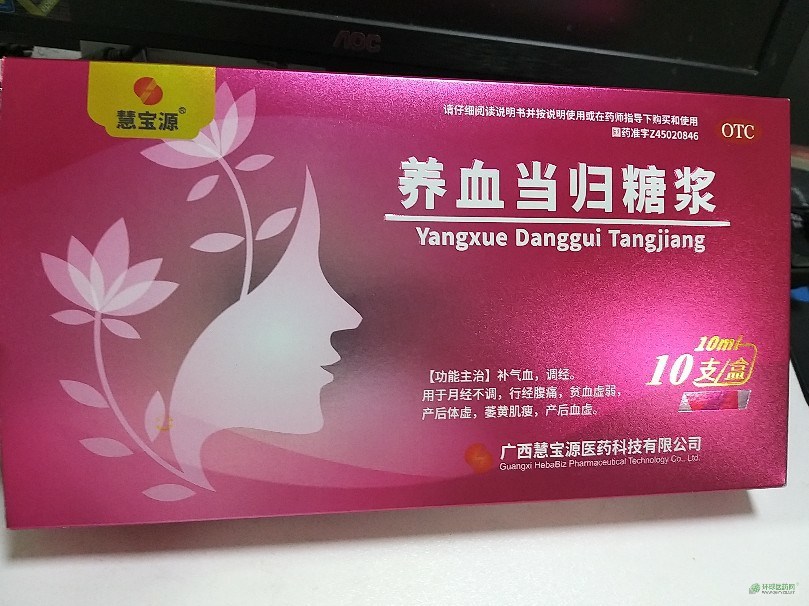 AOC
慧宝源®
请仔细阅读说明书并按说明使用或在药师指导下购买和使用
国药准字Z45020846
OTC
养血当归糖浆
Yangxue Danggui Tangjiang
10ml
10支/盒
【功能主治】补气血，调经。
用于月经不调，行经腹痛，贫血虚弱，
产后体虚，萎黄肌瘦，产后血虚。
广西慧宝源医药科技有限公司
Guangxi HebaBiz Pharmaceutical Technology Co., Ltd.
环球医药网